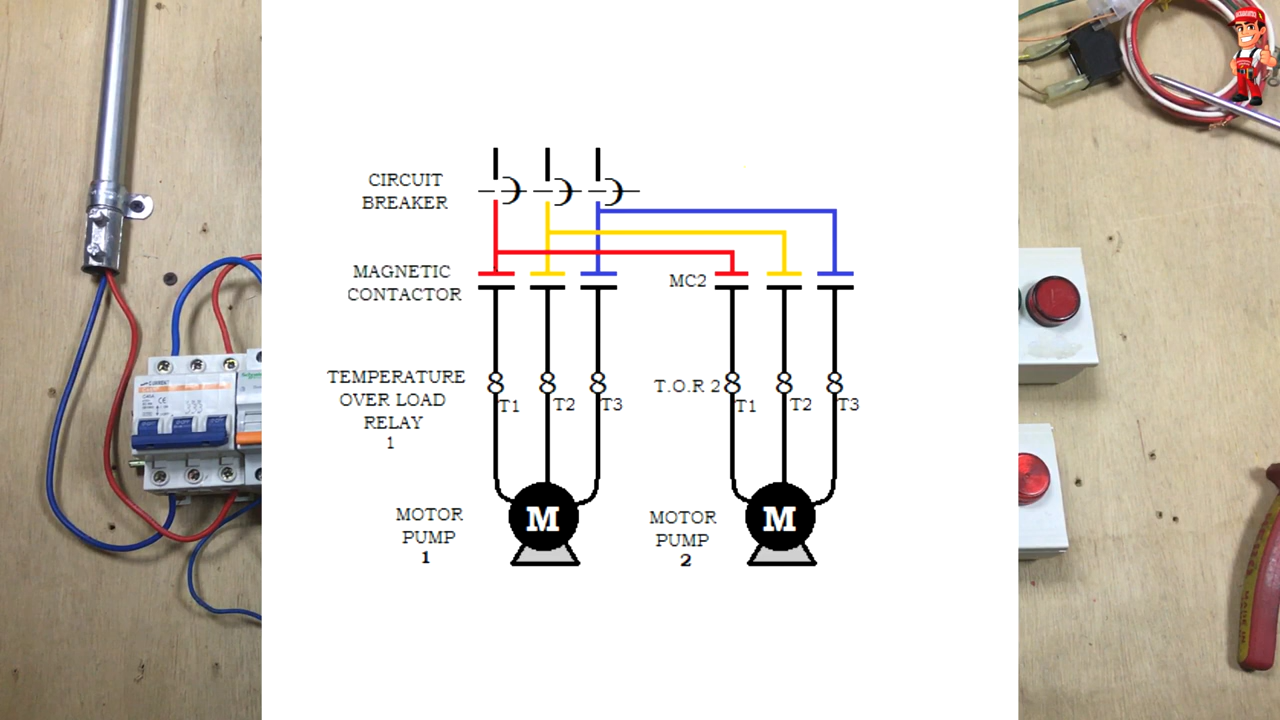 CIRCUIT
BREAKER
MAGNETIC
CONTACTOR
MC2
TEMPERATURE
OVER LOAD
RELAY
1
T1
T2
T3
T.O.R 2
T1
T2
T3
MOTOR
PUMP
1
M
MOTOR
PUMP
2
M